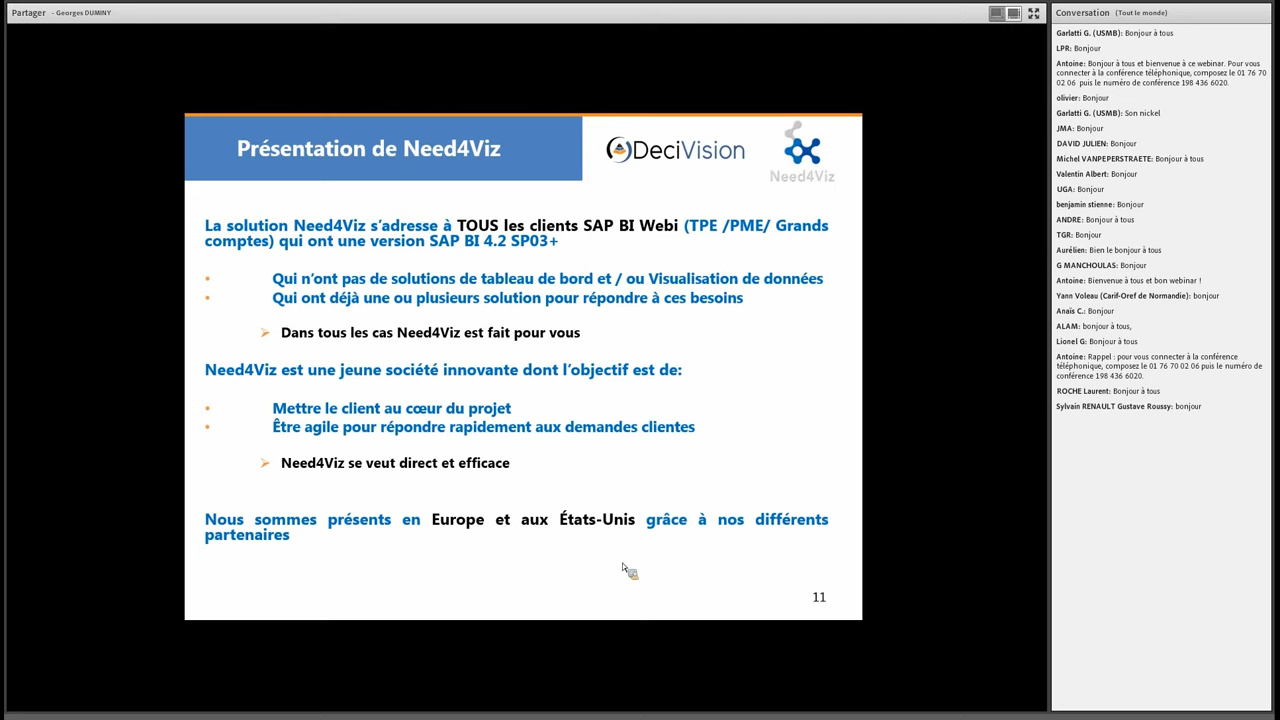 Partager - Georges DUMINY
Présentation de Need4Viz
DeciVision
Need4Viz
La solution Need4Viz s’adresse à TOUS les clients SAP BI Webi (TPE /PME/ Grands
comptes) qui ont une version SAP BI 4.2 SP03+
• Qui n’ont pas de solutions de tableau de bord et / ou Visualisation de données
• Qui ont déjà une ou plusieurs solution pour répondre à ces besoins
➢ Dans tous les cas Need4Viz est fait pour vous
Need4Viz est une jeune société innovante dont l’objectif est de:
• Mettre le client au cœur du projet
• Être agile pour répondre rapidement aux demandes clientes
➢ Need4Viz se veut direct et efficace
Nous sommes présents en Europe et aux États-Unis grâce à nos différents
partenaires
11
Conversation (Tout le monde)
Garlatti G. (USMB): Bonjour à tous
LPR: Bonjour
Antoine: Bonjour à tous et bienvenue à ce webinar. Pour vous
connecter à la conférence téléphonique, composez le 01 76 70
02 06 puis le numéro de conférence 198 436 6020.
olivier: Bonjour
Garlatti G. (USMB): Son nickel
JMA: Bonjour
DAVID JULIEN: Bonjour
Michel VANPEPERSTRAETE: Bonjour à tous
Valentin Albert: Bonjour
UGA: Bonjour
benjamin stienne: Bonjour
ANDRE: Bonjour à tous
TGR: Bonjour
Aurélien: Bien le bonjour à tous
G MANCHOULAS: Bonjour
Antoine: Bienvenue à tous et bon webinar !
Yann Voleau (Carif-Oref de Normandie): bonjour
Anaïs C.: Bonjour
ALAM: bonjour à tous,
Lionel G: Bonjour à tous
Antoine: Rappel : pour vous connecter à la conférence
téléphonique, composez le 01 76 70 02 06 puis le numéro de
conférence 198 436 6020.
ROCHE Laurent: Bonjour à tous
Sylvain RENAULT Gustave Roussy: bonjour